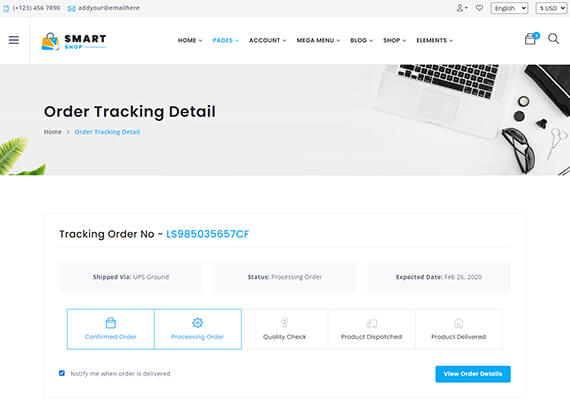 (+123) 456 7890 addyour@emailhere English $ USD
SMART
SHOP
HOME PAGES ACCOUNT MEGA MENU BLOG SHOP ELEMENTS 3
Order Tracking Detail
Home > Order Tracking Detail
Tracking Order No - LS985035657CF
Shipped Via: UPS Ground Status: Processing Order Expected Date: Feb 26, 2020
Confirmed Order Processing Order Quality Check Product Dispatched Product Delivered
Notify me when order is delivered View Order Details